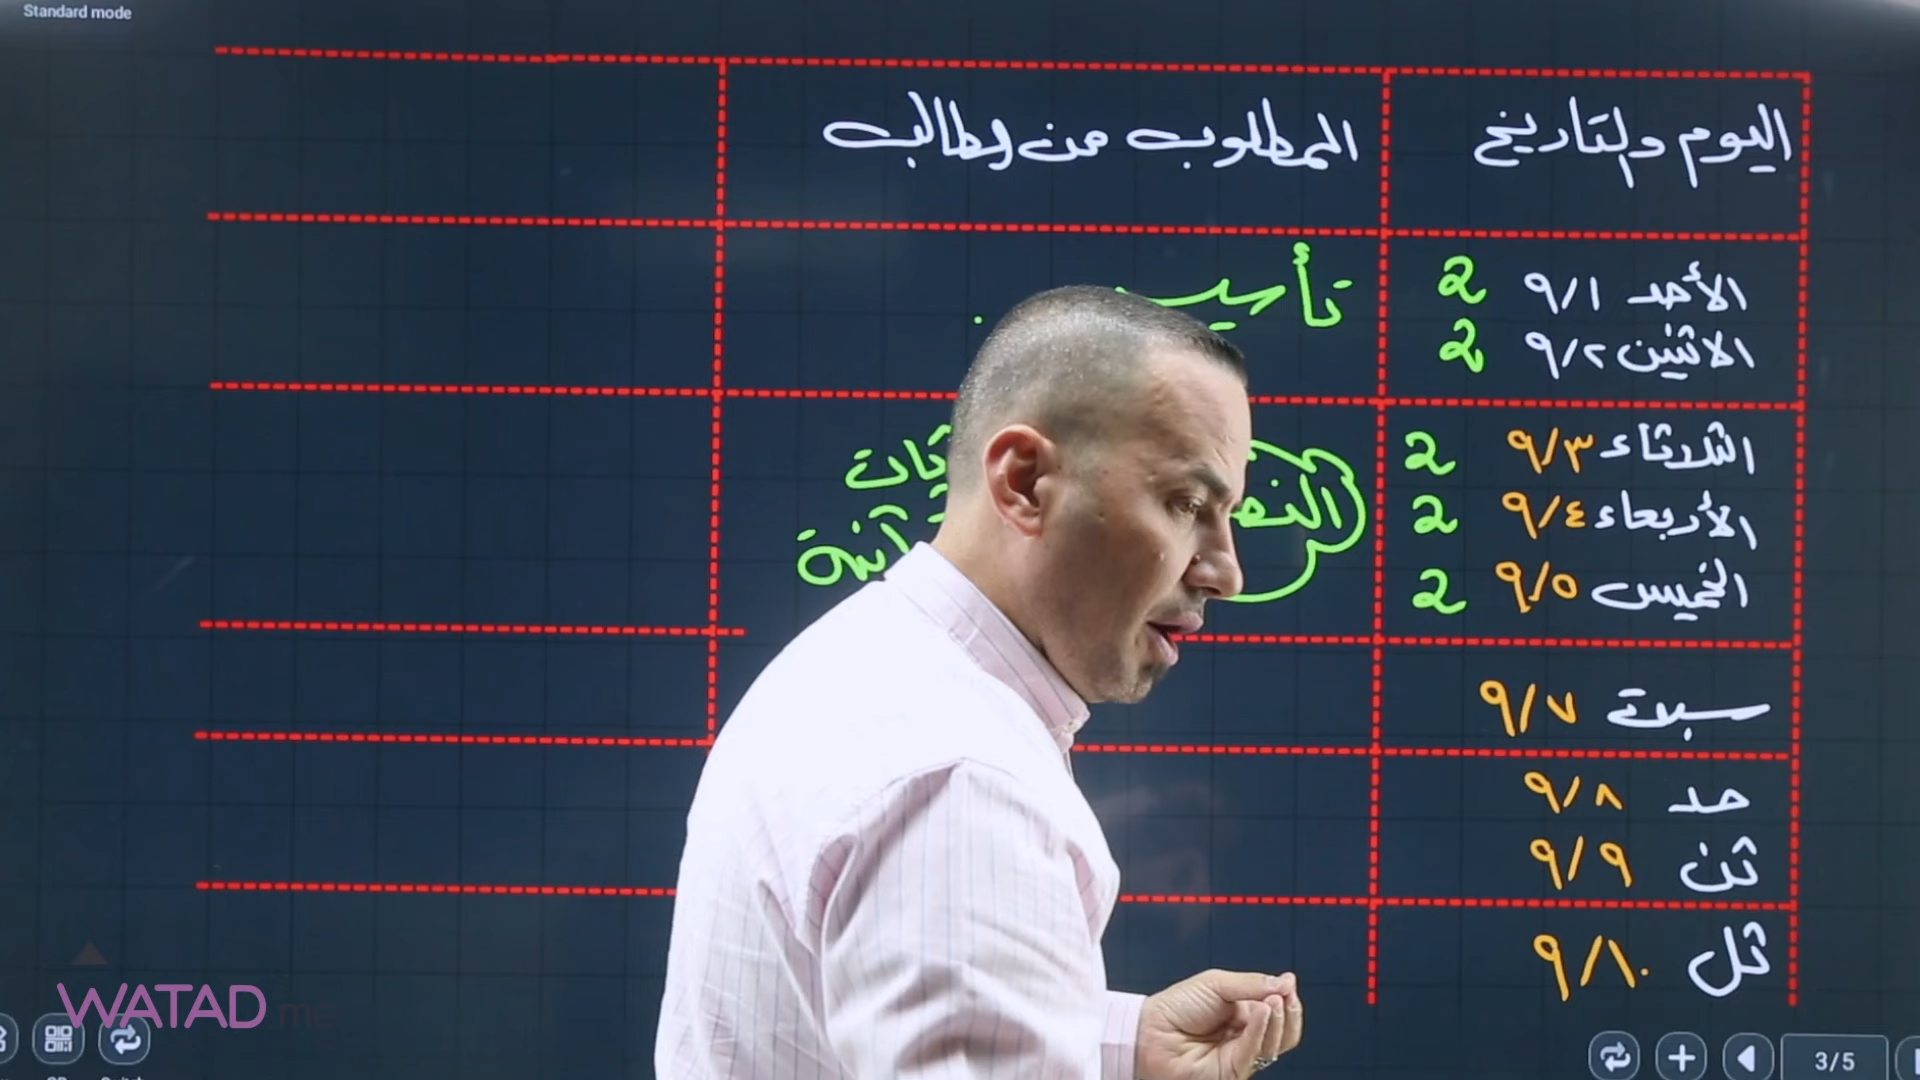 Standard mode
اليوم والتاريخ
المطلوب من الطالب
الأحد ٩/١ 2
تأسيس
الاثنين ٩/٢ 2
الثلاثاء ٩/٣ 2
الأربعاء ٩/٤ 2
الخميس ٩/٥ 2
سبت ٩/٧
حد ٩/٨
ثن ٩/٩
ثل ٩/١٠
WATAD.me
3/5